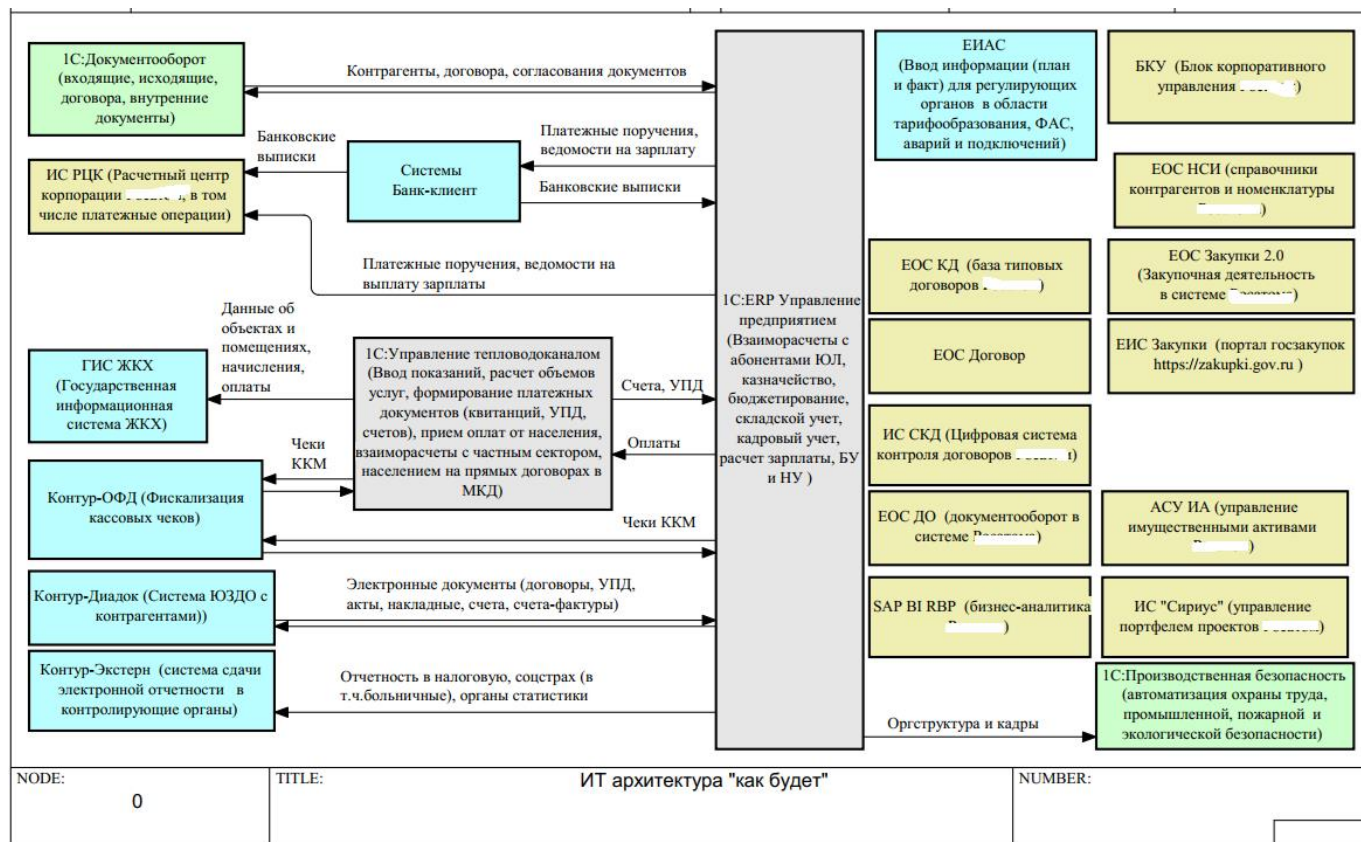 1С:Документооборот
(входящие, исходящие,
договора, внутренние
документы)
Контрагенты, договора, согласования документов
Банковские
выписки
ИС РЦК (Расчетный центр
корпорации , в том
числе платежные операции)
Системы
Банк-клиент
Платежные поручения,
ведомости на зарплату
Банковские выписки
Платежные поручения, ведомости на
выплату зарплаты
Данные об
объектах и
помещениях,
начисления,
оплаты
ГИС ЖКХ
(Государственная
информационная
система ЖКХ)
1С:Управление тепловодоканалом
(Ввод показаний, расчет объемов
услуг, формирование платежных
документов (квитанций, УПД,
счетов), прием оплат от населения,
взаиморасчеты с частным сектором,
населением на прямых договорах в
МКД)
Счета, УПД
Оплаты
Чеки
ККМ
Контур-ОФД (Фискализация
кассовых чеков)
Чеки ККМ
Контур-Диадок (Система ЮЗДО с
контрагентами))
Электронные документы (договоры, УПД,
акты, накладные, счета, счета-фактуры)
Контур-Экстерн (система сдачи
электронной отчетности в
контролирующие органы)
Отчетность в налоговую, соцстрах (в
т.ч.больничные), органы статистики
1С:ERP Управление
предприятием
(Взаиморасчеты с
абонентами ЮЛ,
казначейство,
бюджетирование,
складской учет,
кадровый учет,
расчет зарплаты, БУ
и НУ )
ЕИАС
(Ввод информации (план
и факт) для регулирующих
органов в области
тарифообразования, ФАС,
аварий и подключений)
БКУ (Блок корпоративного
управления )
ЕОС НСИ (справочники
контрагентов и номенклатуры
)
ЕОС КД (база типовых
договоров )
ЕОС Закупки 2.0
(Закупочная деятельность
в системе )
ЕОС Договор
ЕИС Закупки (портал госзакупок
https://zakupki.gov.ru )
ИС СКД (Цифровая система
контроля договоров )
ЕОС ДО (документооборот в
системе )
АСУ ИА (управление
имущественными активами
)
SAP BI RBP (бизнес-аналитика
)
ИС "Сириус" (управление
портфелем проектов )
1С:Производственная безопасность
(автоматизация охраны труда,
промышленной, пожарной и
экологической безопасности)
Оргструктура и кадры
NODE:
0
TITLE:
ИТ архитектура "как будет"
NUMBER: